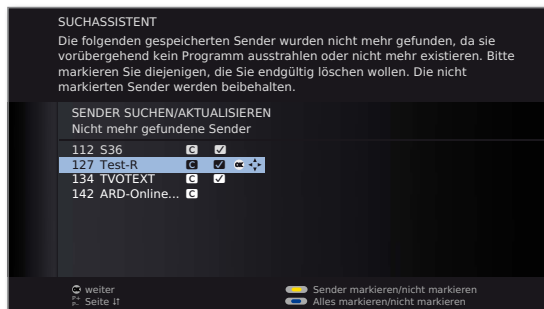 SUCHASSISTENT
Die folgenden gespeicherten Sender wurden nicht mehr gefunden, da sie
vorübergehend kein Programm ausstrahlen oder nicht mehr existieren. Bitte
markieren Sie diejenigen, die Sie endgültig löschen wollen. Die nicht
markierten Sender werden beibehalten.
SENDER SUCHEN/AKTUALISIEREN
Nicht mehr gefundene Sender
112 S36 C
127 Test-R C OK
134 TVOTEXT C
142 ARD-Online... C
OK weiter
P+ P- Seite ↓↑
Sender markieren/nicht markieren
Alles markieren/nicht markieren